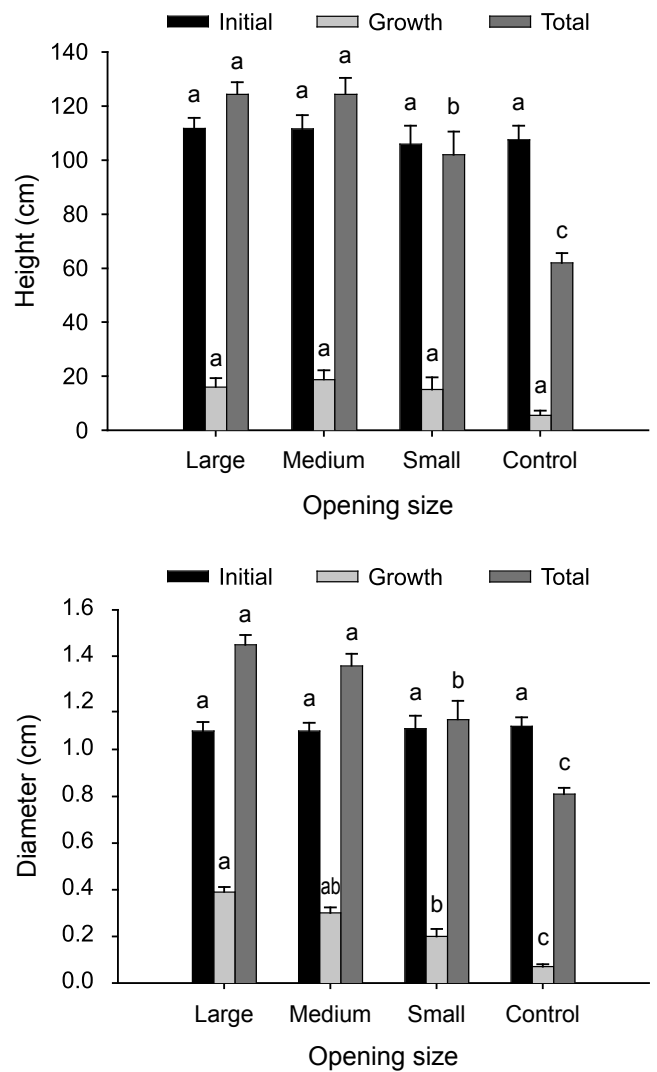 Initial Growth Total
Height (cm)
140
120
100
80
60
40
20
0
a a a a a b a c
a a a a
Large Medium Small Control
Opening size
Initial Growth Total
Diameter (cm)
1.6
1.4
1.2
1.0
0.8
0.6
0.4
0.2
0.0
a a a a a b a c
a ab b c
Large Medium Small Control
Opening size